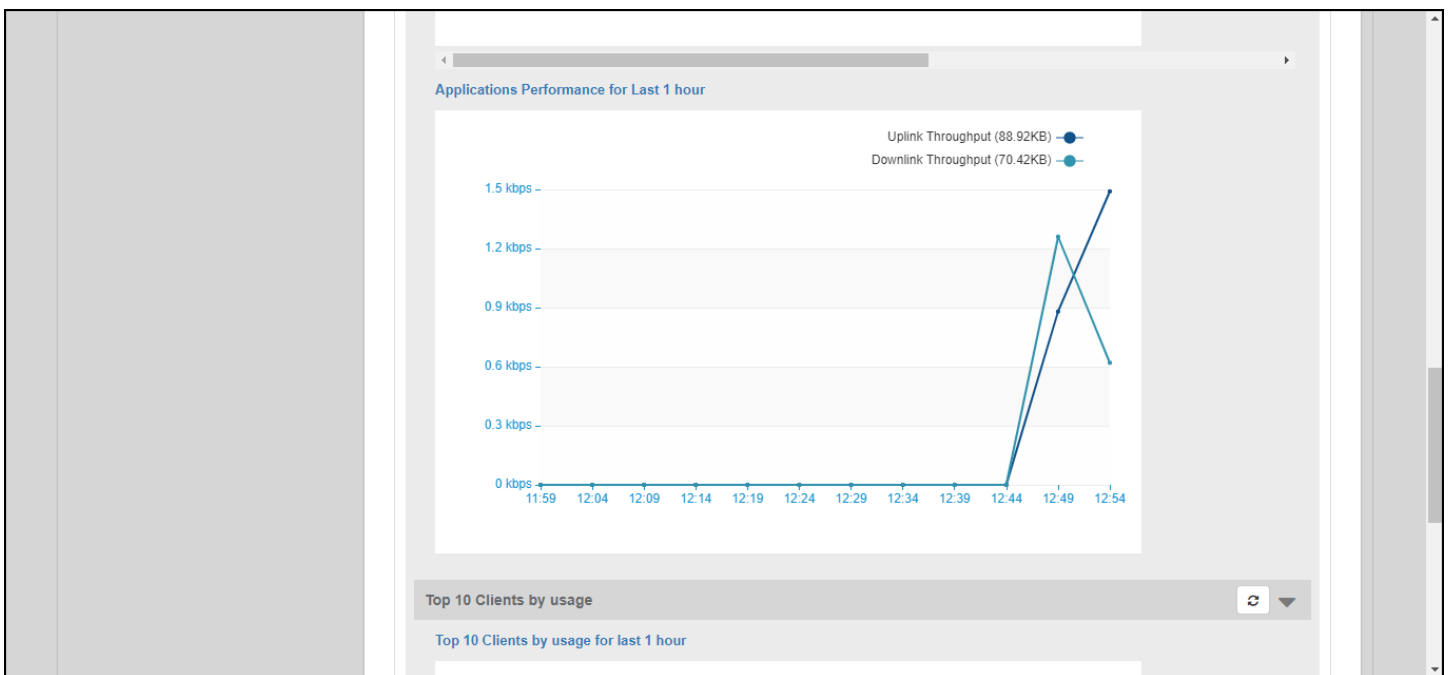 Applications Performance for Last 1 hour
Uplink Throughput (88.92KB)
Downlink Throughput (70.42KB)
1.5 kbps
1.2 kbps
0.9 kbps
0.6 kbps
0.3 kbps
0 kbps
11:59 12:04 12:09 12:14 12:19 12:24 12:29 12:34 12:39 12:44 12:49 12:54
Top 10 Clients by usage
Top 10 Clients by usage for last 1 hour